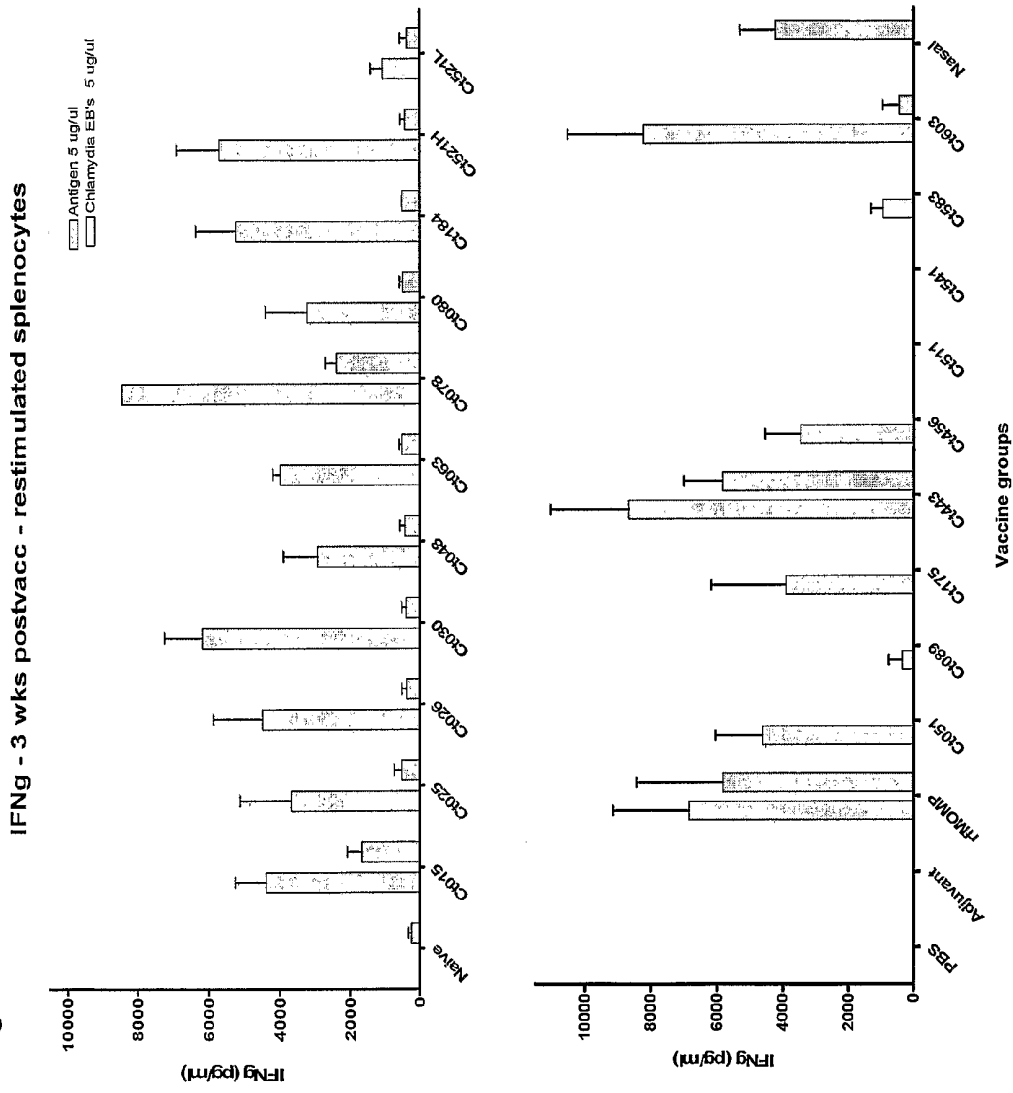 IFNg - 3 wks postvacc - restimulated splenocytes
Antigen 5 ug/ul
Chlamydia EB's 5 ug/ul
IFNg (pg/ml)
10000
8000
6000
4000
2000
0
Naive
Ct015
Ct025
Ct026
Ct030
Ct043
Ct063
Ct078
Ct080
Ct184
Ct521H
Ct521L
IFNg (pg/ml)
10000
8000
6000
4000
2000
0
PBS
Adjuvant
rMOMP
Ct051
Ct089
Ct175
Ct443
Ct456
Ct511
Ct541
Ct583
Ct603
Nasal
Vaccine groups